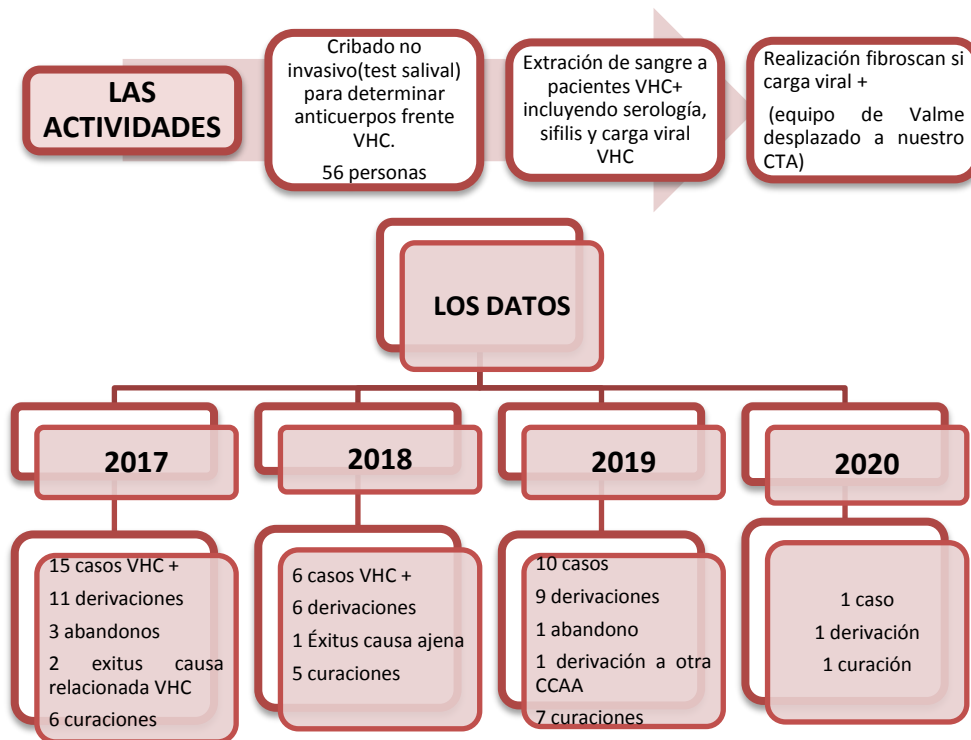 LAS
ACTIVIDADES
Cribado no
invasivo(test salival)
para determinar
anticuerpos frente
VHC.
56 personas
Extracción de sangre a
pacientes VHC+
incluyendo serología,
sifilis y carga viral
VHC
Realización fibroscan si
carga viral +
(equipo de Valme
desplazado a nuestro
CTA)
LOS DATOS
2017
15 casos VHC +
11 derivaciones
3 abandonos
2 exitus causa
relacionada VHC
6 curaciones
2018
6 casos VHC +
6 derivaciones
1 Éxitus causa ajena
5 curaciones
2019
10 casos
9 derivaciones
1 abandono
1 derivación a otra
CCAA
7 curaciones
2020
1 caso
1 derivación
1 curación